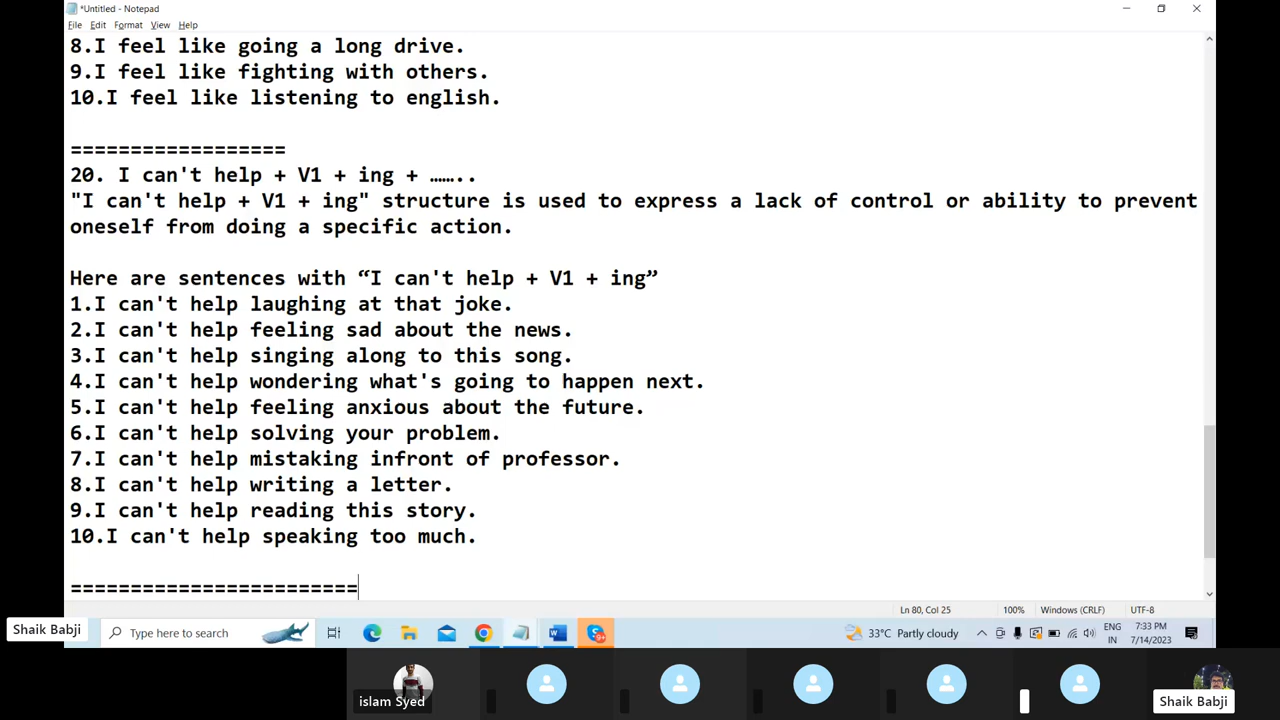 *Untitled - Notepad
File Edit Format View Help
8.I feel like going a long drive.
9.I feel like fighting with others.
10.I feel like listening to english.
==================
20. I can't help + V1 + ing + ……..
"I can't help + V1 + ing" structure is used to express a lack of control or ability to prevent
oneself from doing a specific action.
Here are sentences with “I can't help + V1 + ing”
1.I can't help laughing at that joke.
2.I can't help feeling sad about the news.
3.I can't help singing along to this song.
4.I can't help wondering what's going to happen next.
5.I can't help feeling anxious about the future.
6.I can't help solving your problem.
7.I can't help mistaking infront of professor.
8.I can't help writing a letter.
9.I can't help reading this story.
10.I can't help speaking too much.
========================
Ln 80, Col 25 100% Windows (CRLF) UTF-8
Shaik Babji
Type here to search
33°C Partly cloudy
ENG
IN
7:33 PM
7/14/2023
islam Syed
Shaik Babji